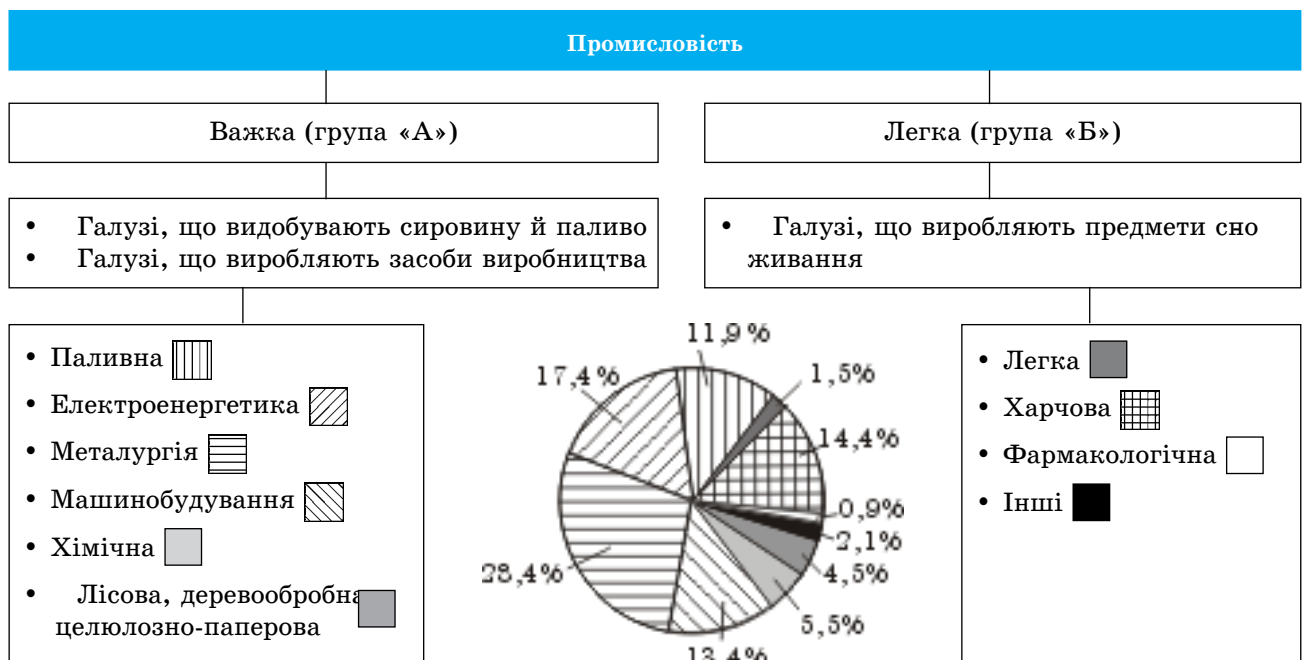 Промисловість
Важка (група «А»)
Легка (група «Б»)
• Галузі, що видобувають сировину й паливо
• Галузі, що виробляють засоби виробництва
• Галузі, що виробляють предмети сно
живання
• Паливна
• Електроенергетика
• Металургія
• Машинобудування
• Хімічна
• Лісова, деревообробна
целюлозно-паперова
11,9%
1,5%
17,4%
14,4%
0,9%
2,1%
28,4%
4,5%
5,5%
13,4%
• Легка
• Харчова
• Фармакологічна
• Інші